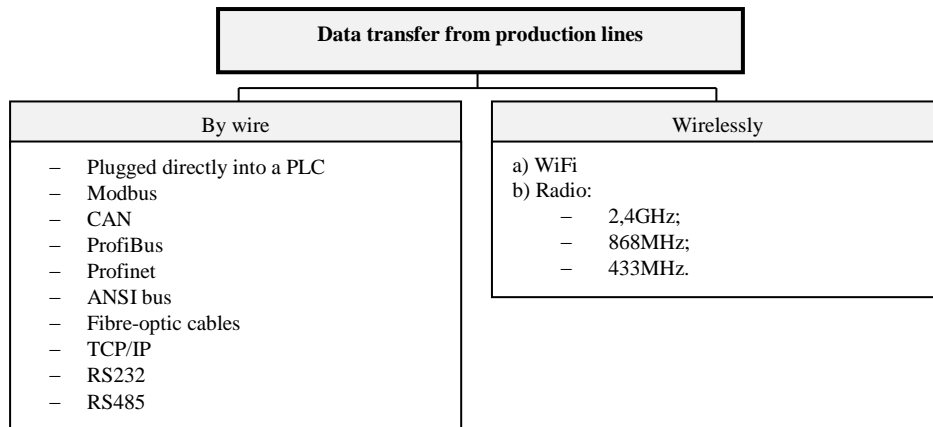 Data transfer from production lines
By wire
– Plugged directly into a PLC
– Modbus
– CAN
– ProfiBus
– Profinet
– ANSI bus
– Fibre-optic cables
– TCP/IP
– RS232
– RS485
Wirelessly
a) WiFi
b) Radio:
– 2,4GHz;
– 868MHz;
– 433MHz.